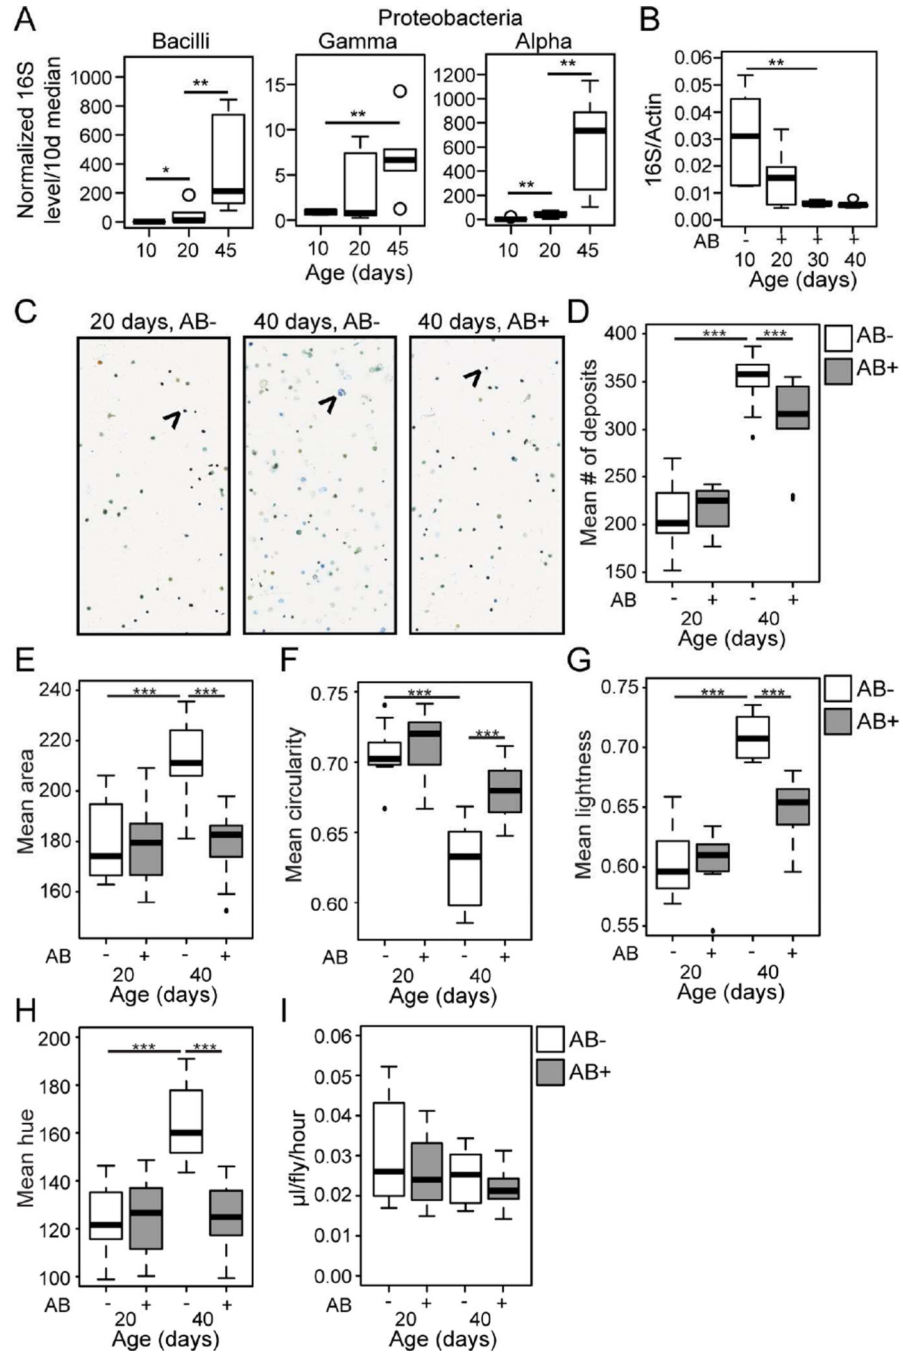 A
Proteobacteria
Bacilli Gamma Alpha
Normalized 16S
level/10d median
1000
800
600
400
200
0
* **
10 20 45
15
10
5
0
**
10 20 45
1200
1000
800
600
400
200
0
** **
10 20 45
Age (days)
B
16S/Actin
0.06
0.05
0.04
0.03
0.02
0.01
0.00
**
AB - + + +
10 20 30 40
Age (days)
C
20 days, AB- 40 days, AB- 40 days, AB+
D
Mean # of deposits
400
350
300
250
200
150
*** ***
AB-
AB+
AB - + - +
20 40
Age (days)
E
Mean area
240
220
200
180
160
*** ***
AB - + - +
20 40
Age (days)
F
Mean circularity
0.75
0.70
0.65
0.60
*** ***
- + - +
20 40
Age (days)
G
Mean lightness
0.75
0.70
0.65
0.60
0.55
*** ***
AB-
AB+
AB - + - +
20 40
Age (days)
H
Mean hue
200
180
160
140
120
100
*** ***
AB - + - +
20 40
Age (days)
I
µl/fly/hour
0.06
0.05
0.04
0.03
0.02
0.01
0.00
AB-
AB+
AB - + - +
20 40
Age (days)